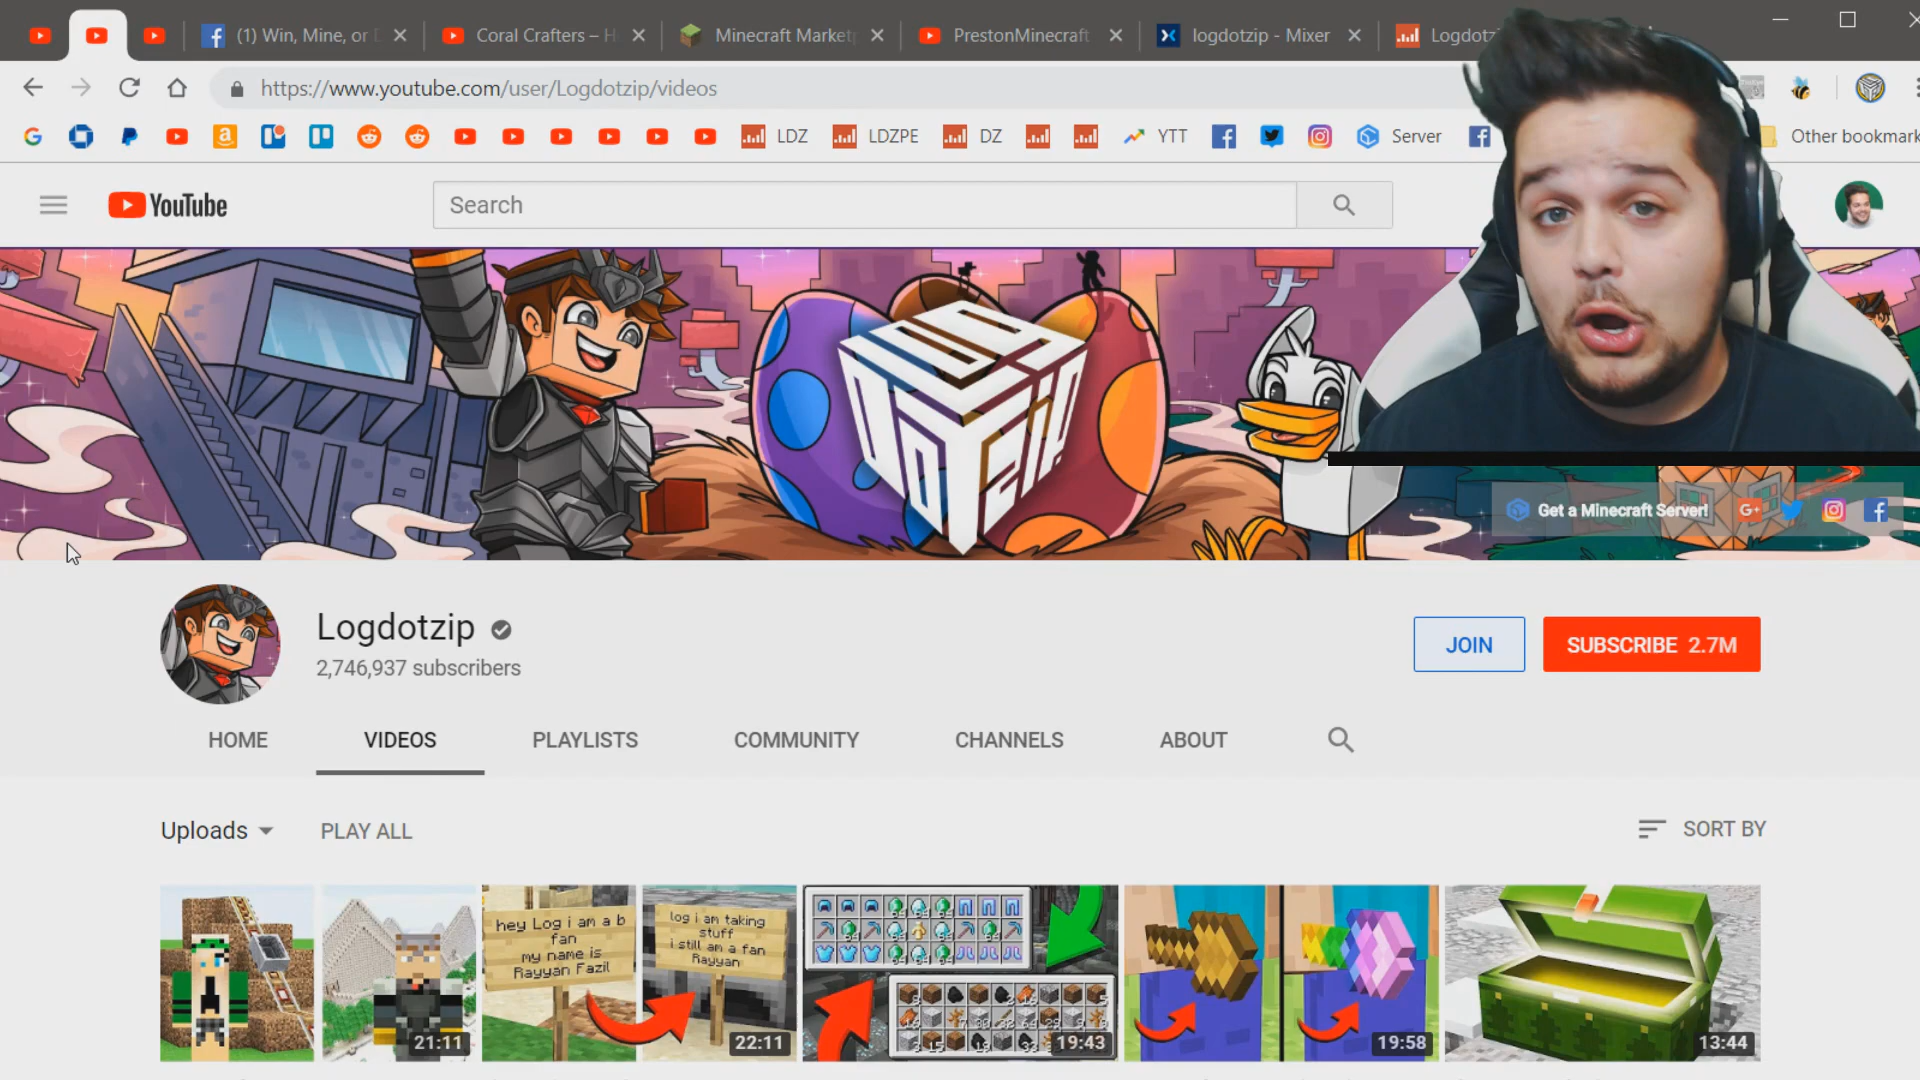 (1) Win, Mine, or D
Coral Crafters – H
Minecraft Marketp
PrestonMinecraft
logdotzip - Mixer
Logdotz
https://www.youtube.com/user/Logdotzip/videos
LDZ
LDZPE
DZ
YTT
Server
Other bookmark
YouTube
Search
LOG
DOT
ZIP!
Get a Minecraft Server!
G+
Logdotzip
2,746,937 subscribers
JOIN
SUBSCRIBE 2.7M
HOME
VIDEOS
PLAYLISTS
COMMUNITY
CHANNELS
ABOUT
Uploads
PLAY ALL
SORT BY
21:11
hey Log i am a b
fan
my name is
Rayyan Fazil
log i am taking
stuff
i still am a fan
Rayyan
22:11
19:43
19:58
13:44